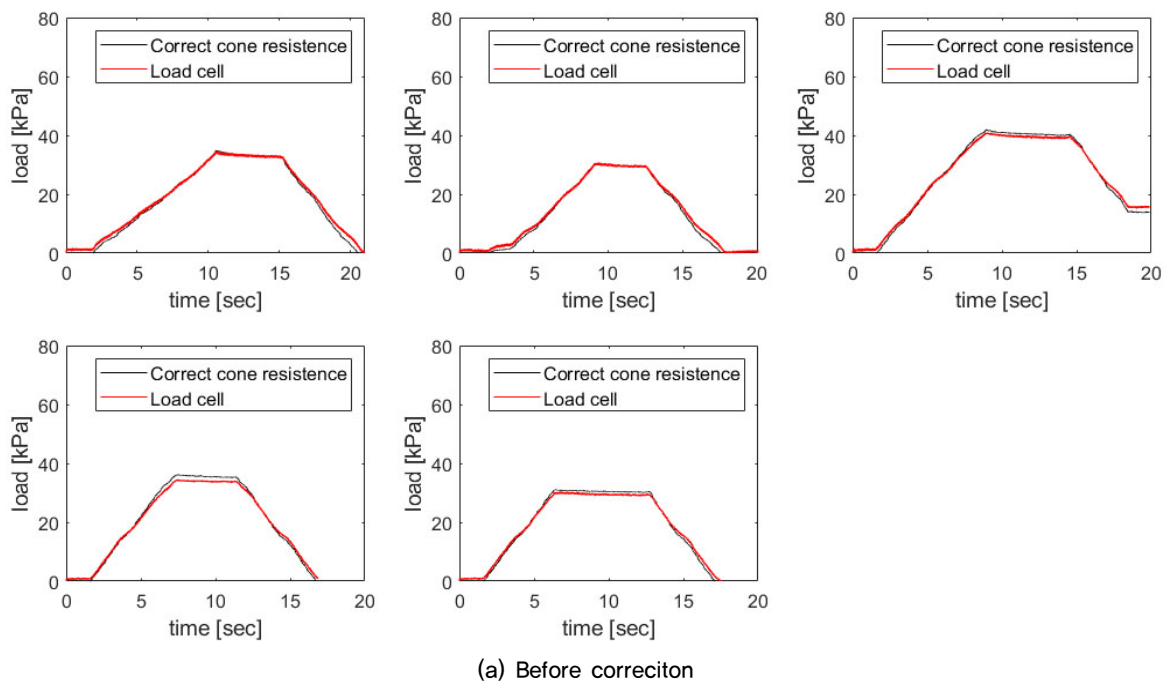 80
60
40
20
0
load [kPa]
Correct cone resistence
Load cell
0 5 10 15 20
time [sec]
80
60
40
20
0
load [kPa]
Correct cone resistence
Load cell
0 5 10 15 20
time [sec]
80
60
40
20
0
load [kPa]
Correct cone resistence
Load cell
0 5 10 15 20
time [sec]
80
60
40
20
0
load [kPa]
Correct cone resistence
Load cell
0 5 10 15 20
time [sec]
80
60
40
20
0
load [kPa]
Correct cone resistence
Load cell
0 5 10 15 20
time [sec]
(a) Before correciton